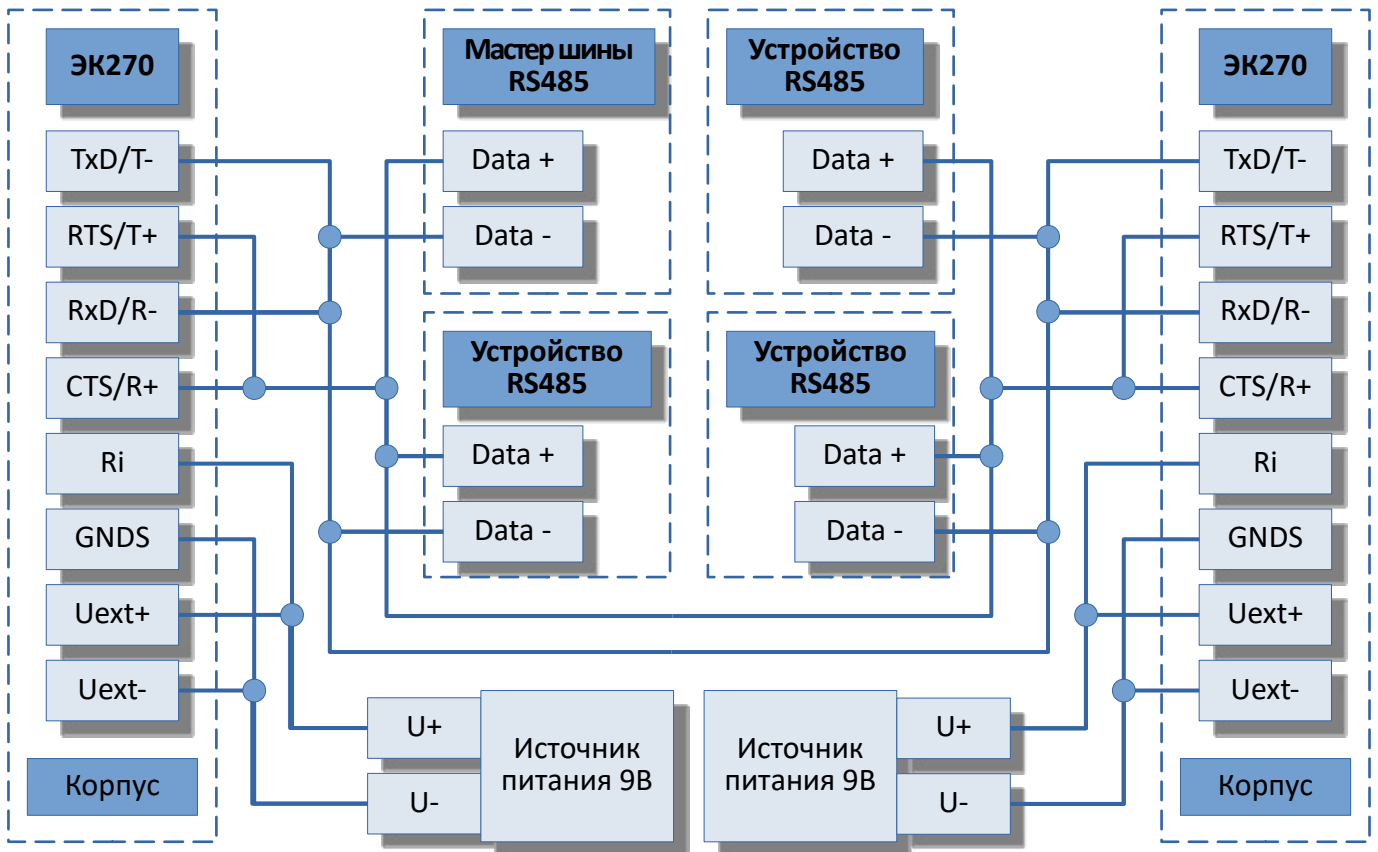 ЭК270
TxD/T-
RTS/T+
RxD/R-
CTS/R+
Ri
GNDS
Uext+
Uext-
Корпус
Мастер шины
RS485
Data +
Data -
Устройство
RS485
Data +
Data -
Устройство
RS485
Data +
Data -
Устройство
RS485
Data +
Data -
U+
U-
Источник
питания 9В
Источник
питания 9В
U+
U-
ЭК270
TxD/T-
RTS/T+
RxD/R-
CTS/R+
Ri
GNDS
Uext+
Uext-
Корпус